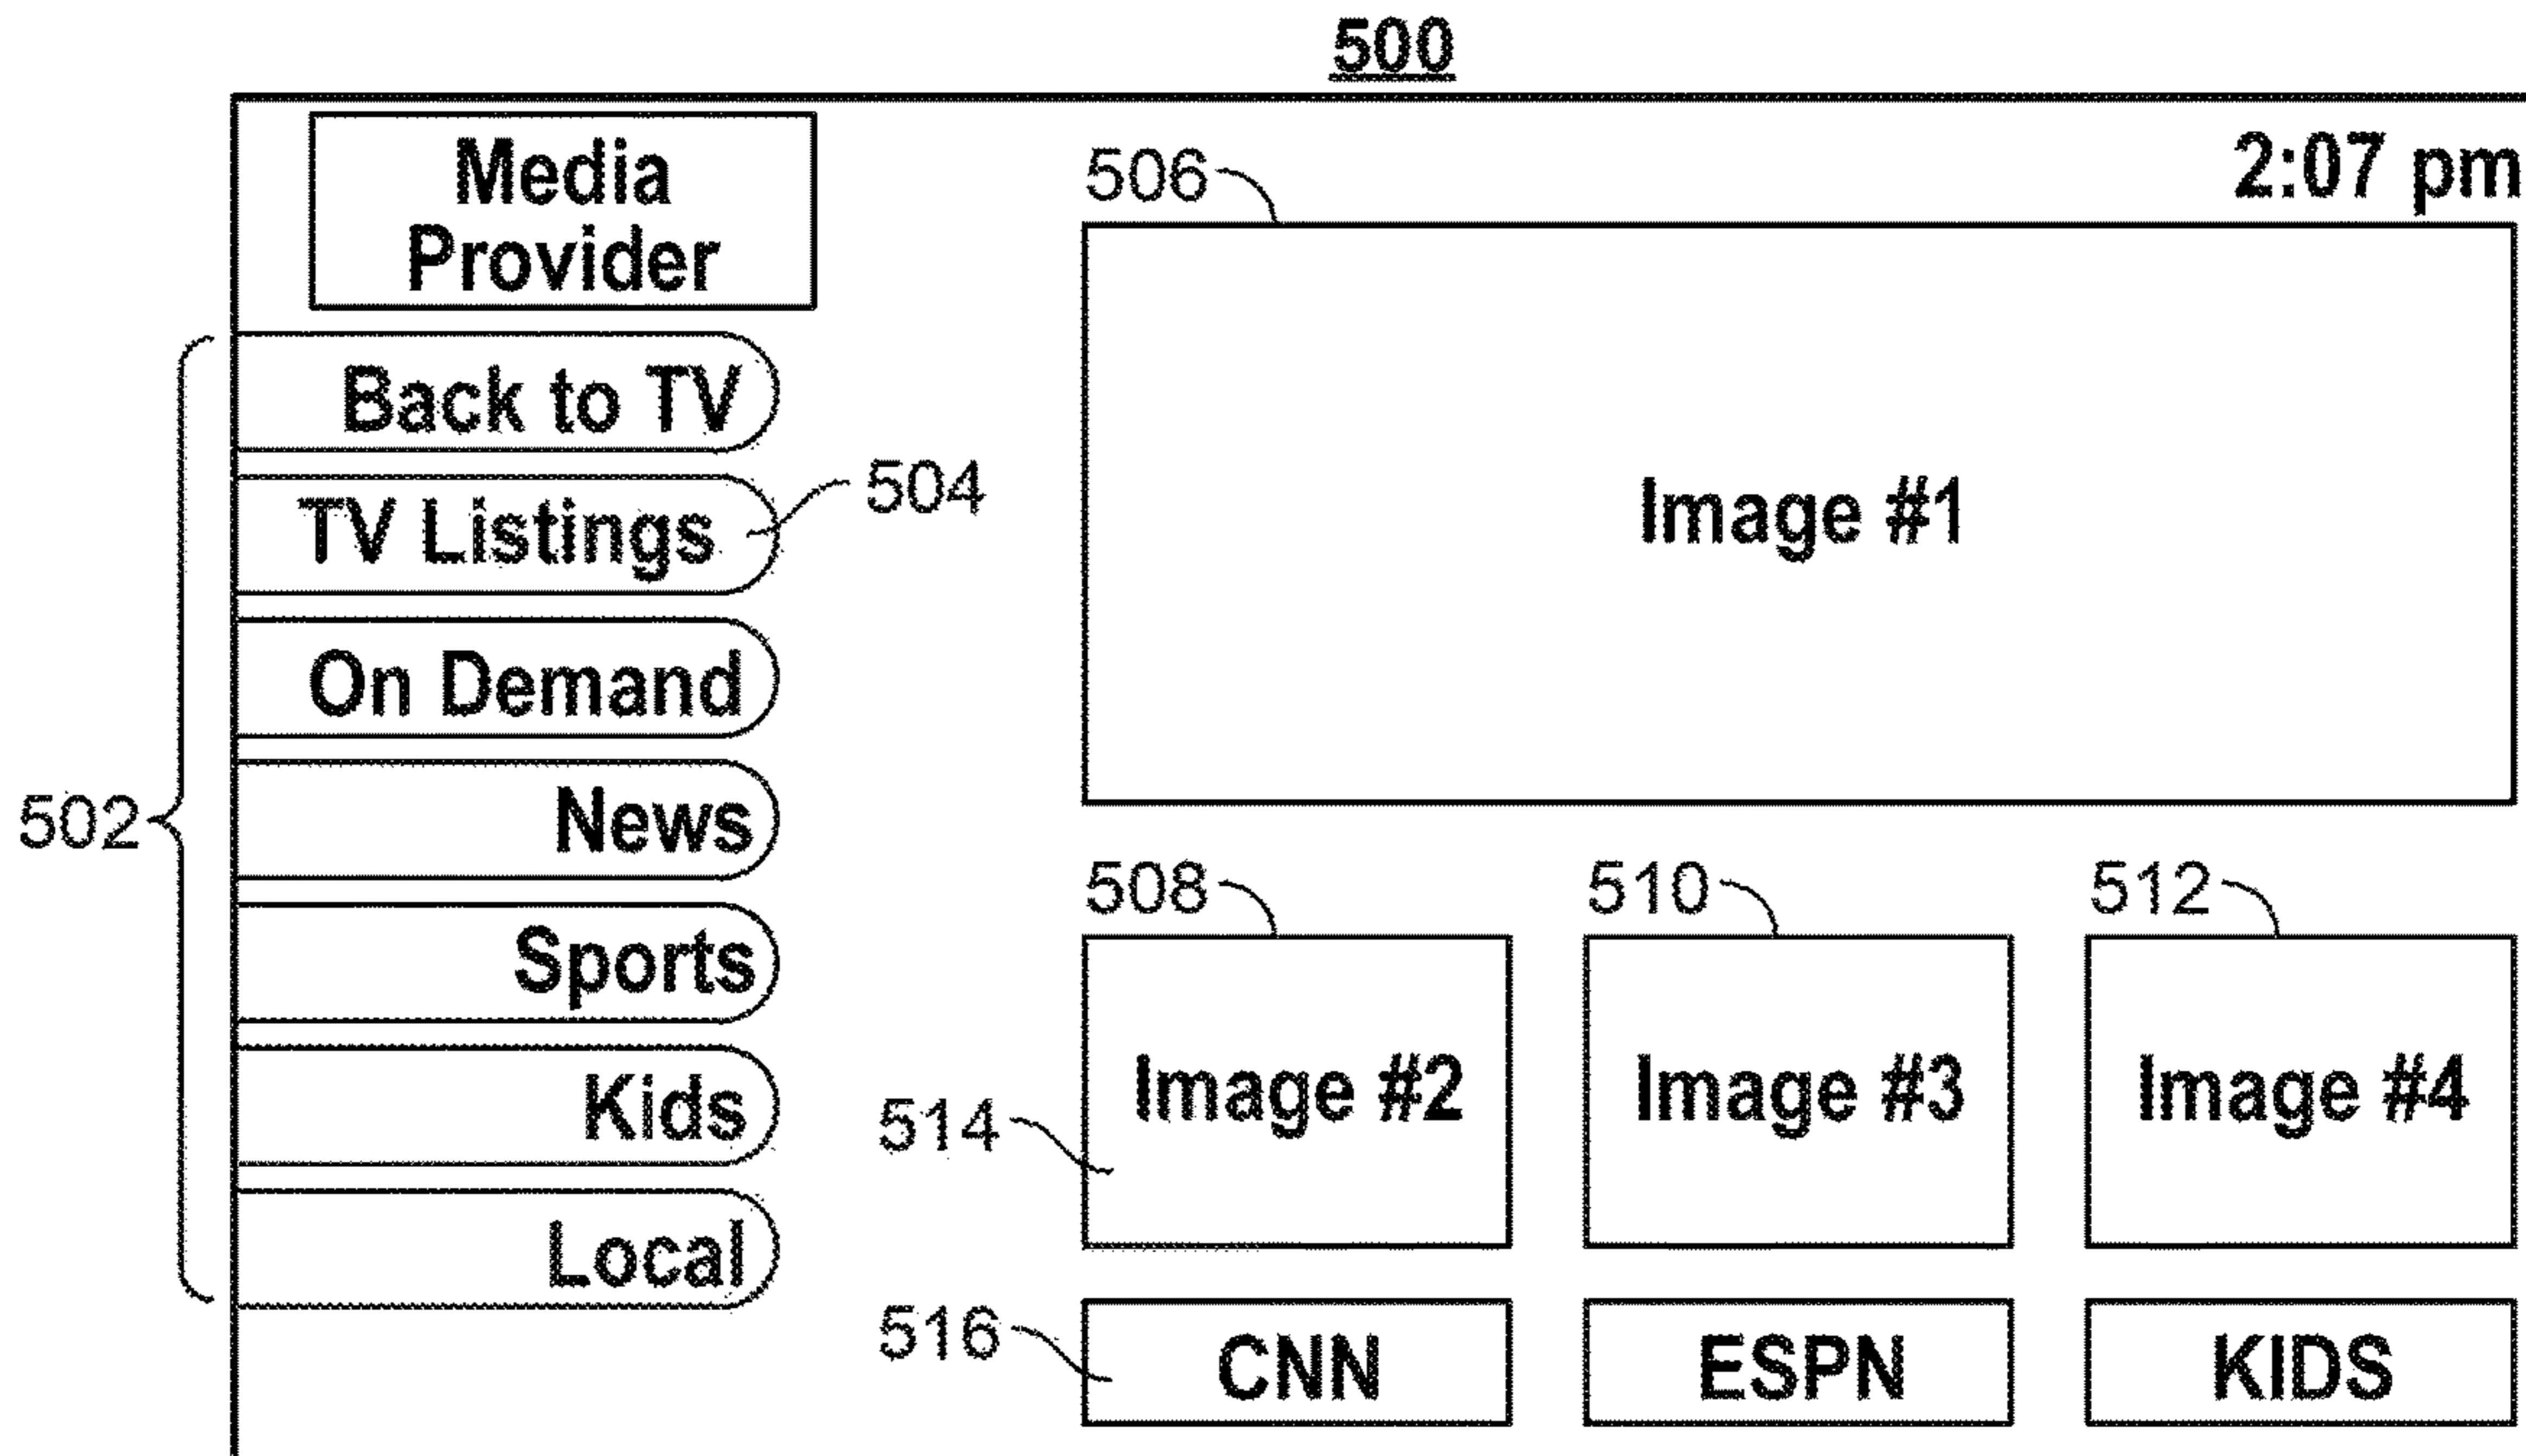 500
Media
Provider
506
2:07 pm
Back to TV
TV Listings
504
Image #1
On Demand
502
News
508
510
512
Sports
Image #2
Image #3
Image #4
Kids
514
Local
516
CNN
ESPN
KIDS